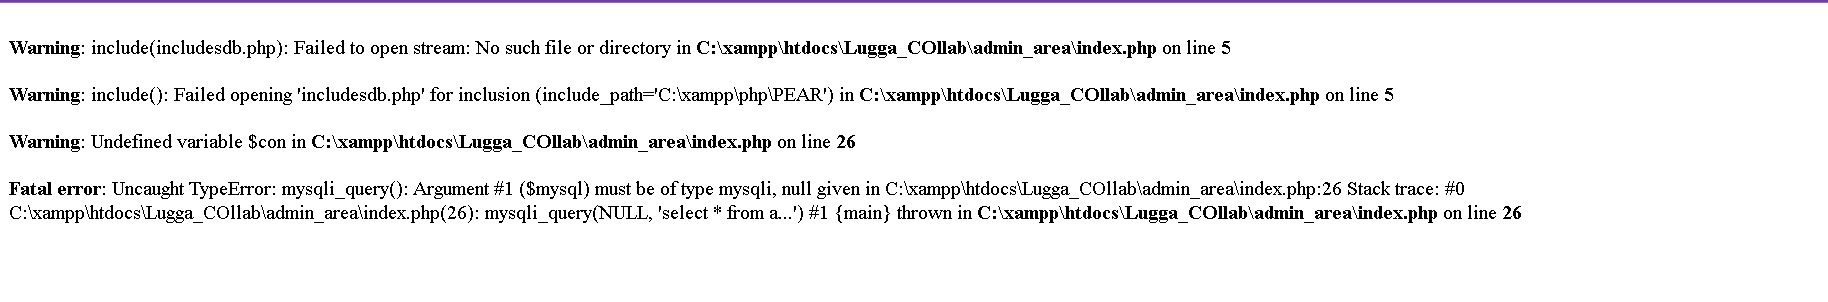 Warning: include(includesdb.php): Failed to open stream: No such file or directory in C:\xampp\htdocs\Lugga_COllab\admin_area\index.php on line 5
Warning: include(): Failed opening 'includesdb.php' for inclusion (include_path='C:\xampp\php\PEAR') in C:\xampp\htdocs\Lugga_COllab\admin_area\index.php on line 5
Warning: Undefined variable $con in C:\xampp\htdocs\Lugga_COllab\admin_area\index.php on line 26
Fatal error: Uncaught TypeError: mysqli_query(): Argument #1 ($mysql) must be of type mysqli, null given in C:\xampp\htdocs\Lugga_COllab\admin_area\index.php:26 Stack trace: #0
C:\xampp\htdocs\Lugga_COllab\admin_area\index.php(26): mysqli_query(NULL, 'select * from a...') #1 {main} thrown in C:\xampp\htdocs\Lugga_COllab\admin_area\index.php on line 26